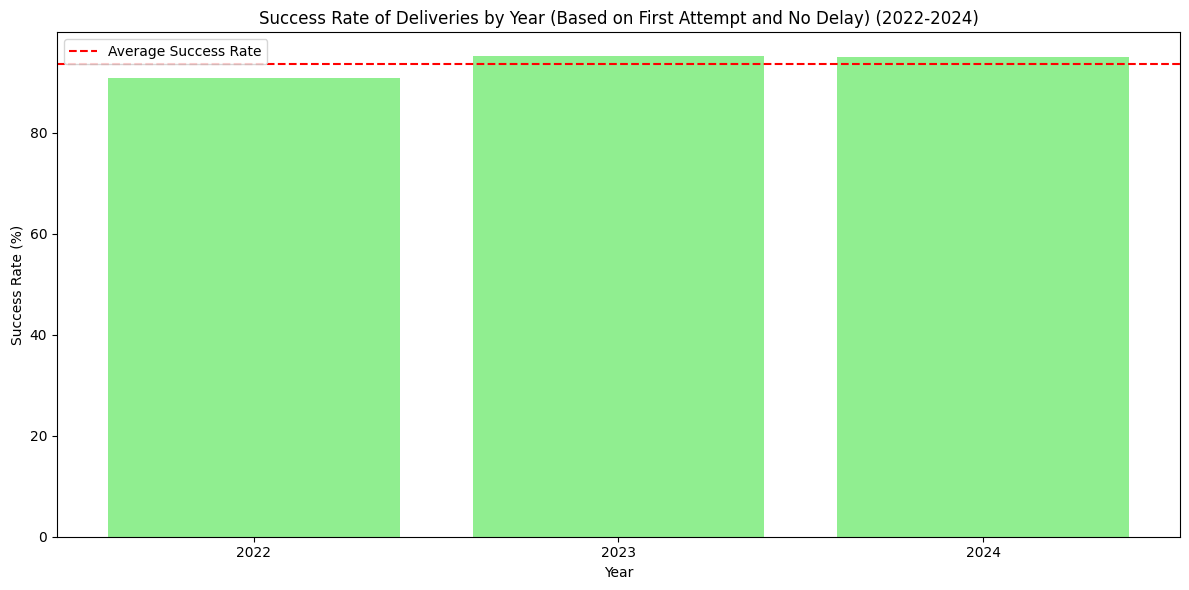 Success Rate of Deliveries by Year (Based on First Attempt and No Delay) (2022-2024)
Average Success Rate
Success Rate (%)
80
60
40
20
0
2022
2023
2024
Year